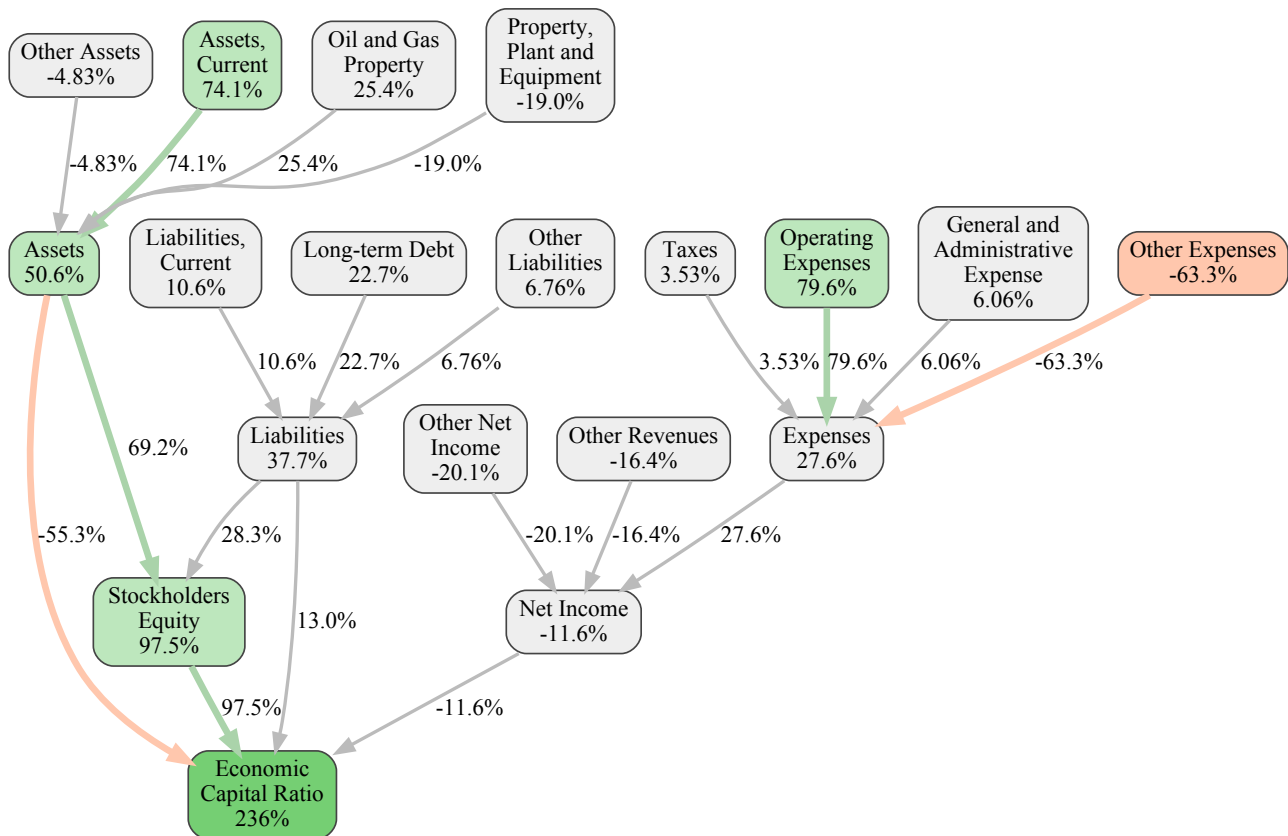 Other Assets
-4.83%
Assets,
Current
74.1%
Oil and Gas
Property
25.4%
Property,
Plant and
Equipment
-19.0%
-4.83%
74.1%
25.4%
-19.0%
Assets
50.6%
Liabilities,
Current
10.6%
Long-term Debt
22.7%
Other
Liabilities
6.76%
Taxes
3.53%
Operating
Expenses
79.6%
General and
Administrative
Expense
6.06%
Other Expenses
-63.3%
10.6%
22.7%
6.76%
3.53%
79.6%
6.06%
-63.3%
69.2%
Liabilities
37.7%
Other Net
Income
-20.1%
Other Revenues
-16.4%
Expenses
27.6%
-55.3%
28.3%
-20.1%
-16.4%
27.6%
Stockholders
Equity
97.5%
13.0%
Net Income
-11.6%
97.5%
-11.6%
Economic
Capital Ratio
236%